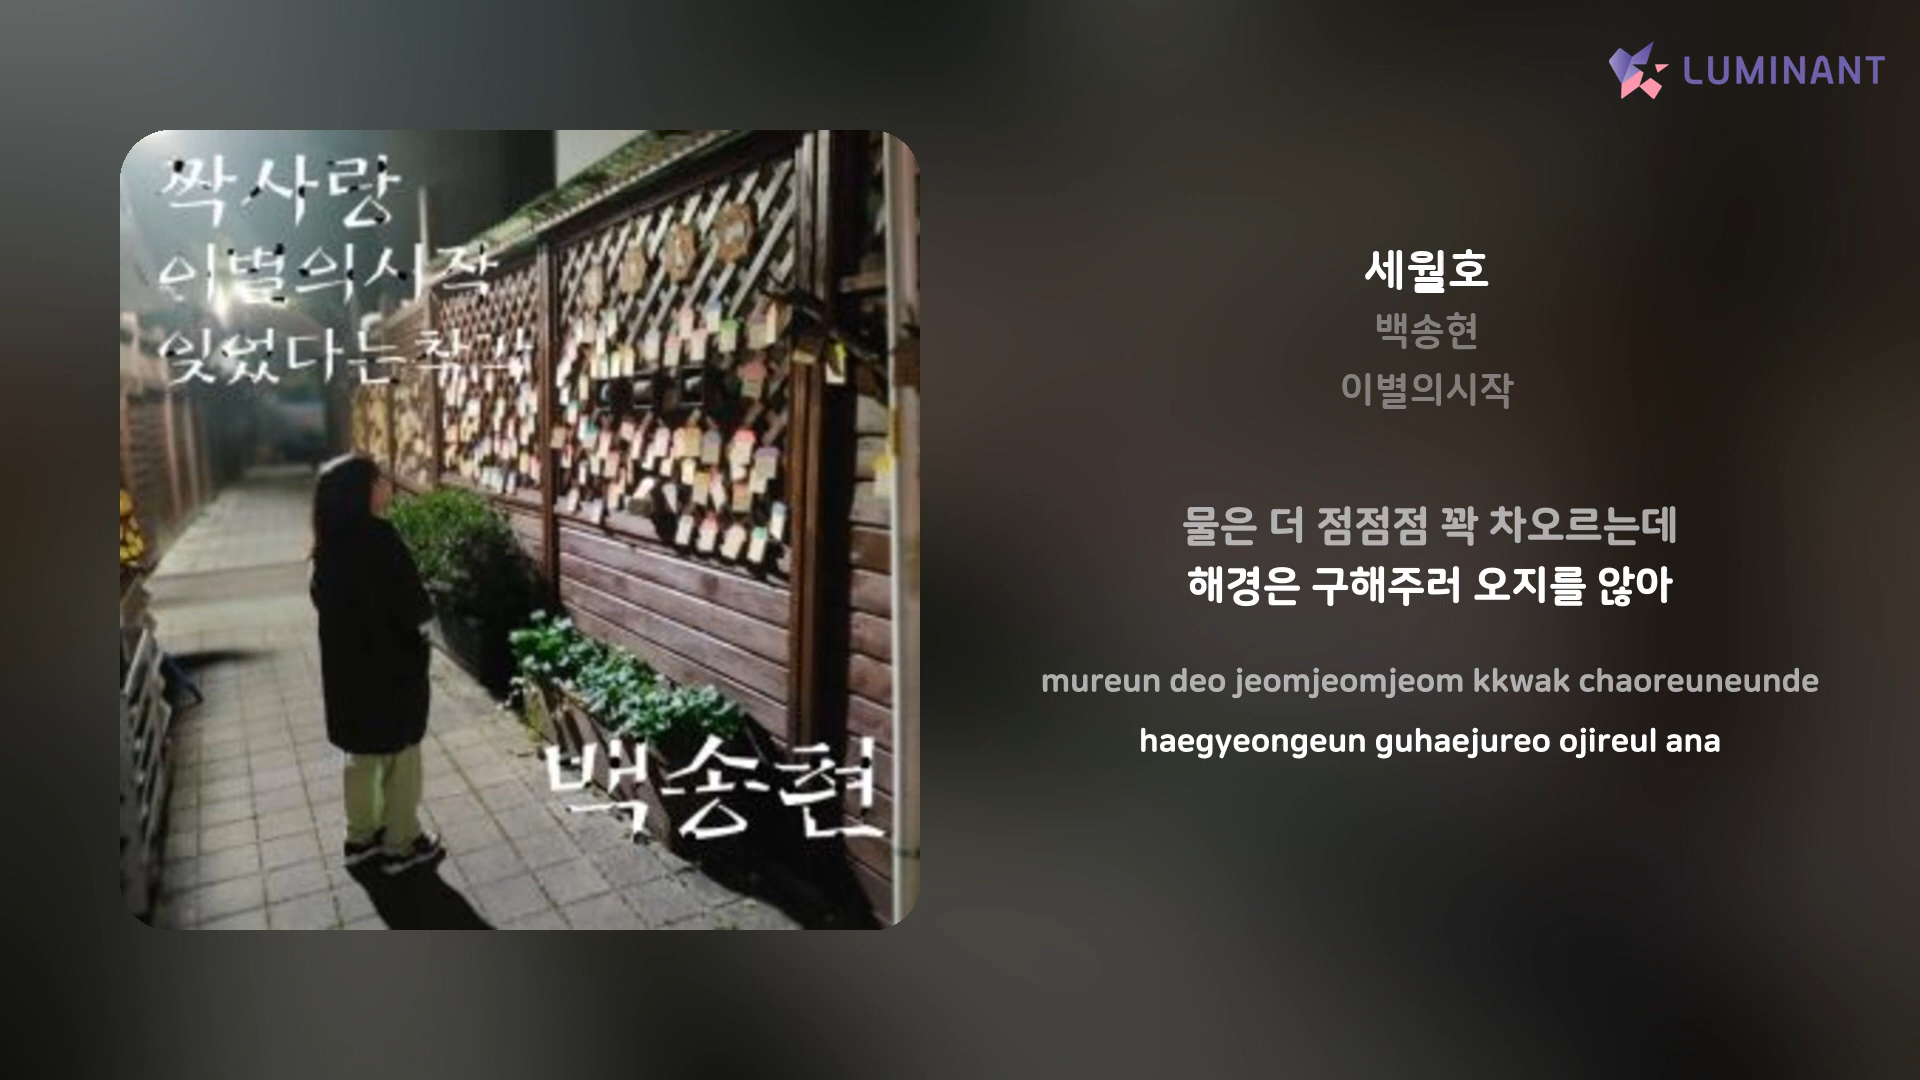 LUMINANT
짝사랑
이별의시작
잊었다는착각
백송현
세월호
백송현
이별의시작
물은 더 점점점 꽉 차오르는데
해경은 구해주러 오지를 않아
mureun deo jeomjeomjeom kkwak chaoreuneunde
haegyeongeun guhaejureo ojireul ana